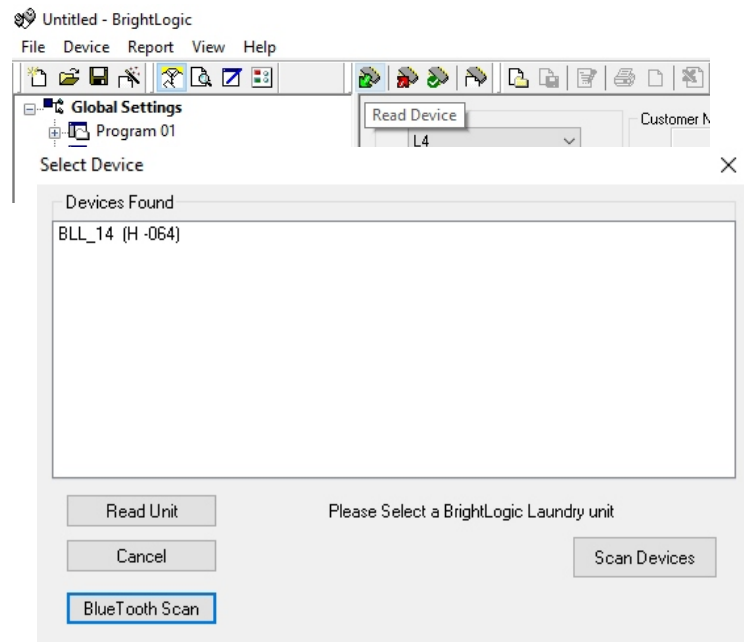 Untitled - BrightLogic
File Device Report View Help
Global Settings
Program 01
Read Device
L4
Customer N
Select Device
Devices Found
BLL_14 (H -064)
Read Unit
Please Select a BrightLogic Laundry unit
Cancel
Scan Devices
BlueTooth Scan